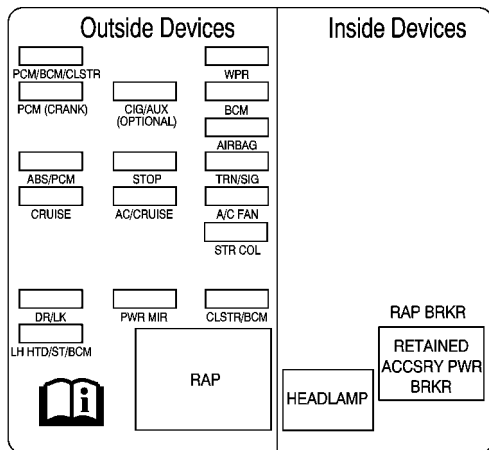 Outside Devices
Inside Devices
PCM/BCM/CLSTR
WPR
PCM (CRANK)
CIG/AUX
(OPTIONAL)
BCM
AIRBAG
ABS/PCM
STOP
TRN/SIG
CRUISE
AC/CRUISE
A/C FAN
STR COL
DR/LK
PWR MIR
CLSTR/BCM
LH HTD/ST/BCM
RAP
RAP BRKR
RETAINED
ACCSRY PWR
BRKR
HEADLAMP
i